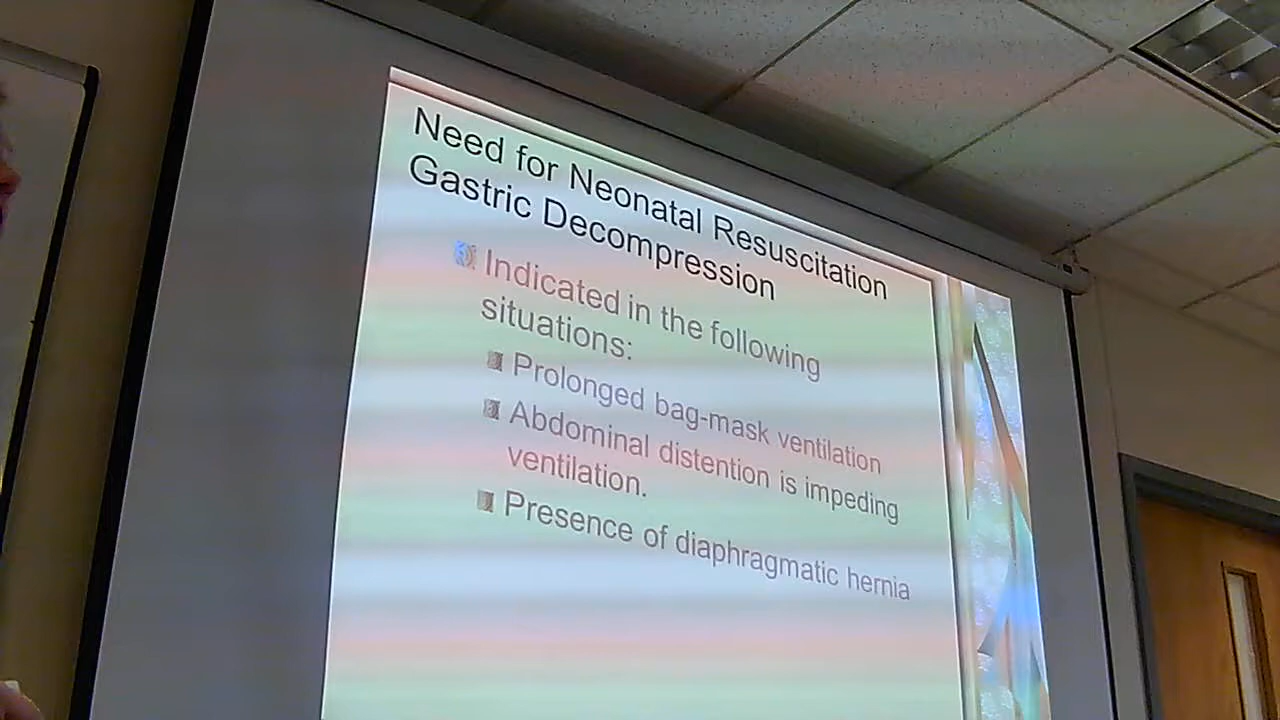 Need for Neonatal Resuscitation
Gastric Decompression
Indicated in the following
situations:
Prolonged bag-mask ventilation
Abdominal distention is impeding
ventilation.
Presence of diaphragmatic hernia